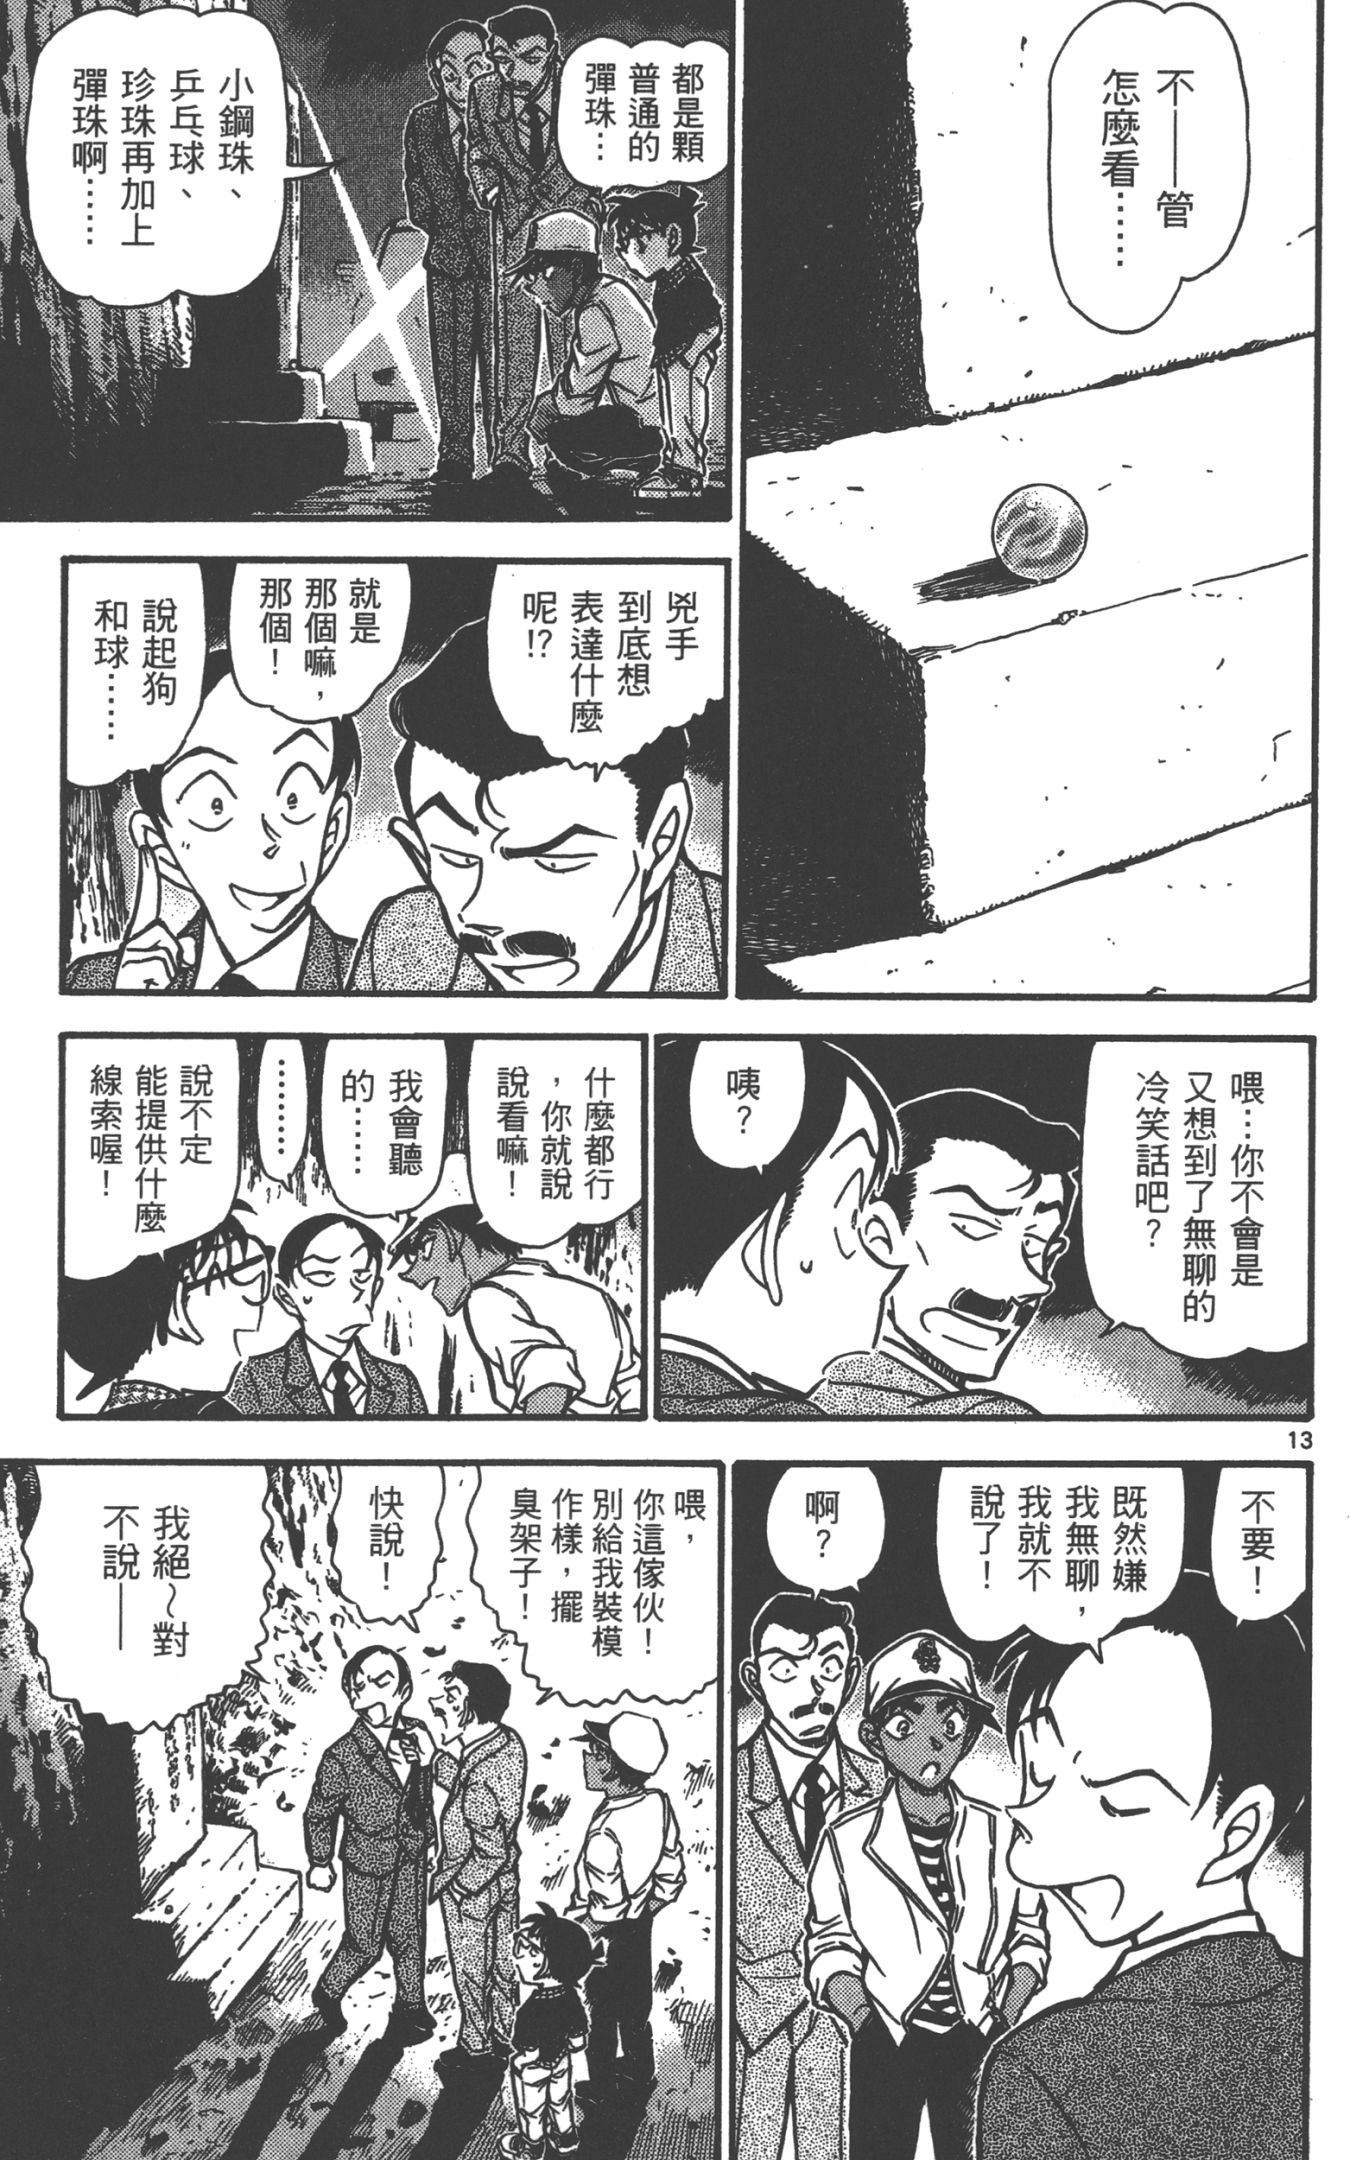 不──管
怎麼看……
都是顆
普通的
彈珠…
小鋼珠、
乒乓球、
珍珠再加上
彈珠啊……
兇手
到底想
表達什麼
呢!?
就是
那個嘛，
那個！
說起狗
和球……
喂…你不會是
又想到了無聊的
冷笑話吧？
咦？
什麼都行
，你就說
說看嘛！
我會聽
的……
………
說不定
能提供什麼
線索喔！
13
不要！
既然嫌
我無聊，
我就不
說了！
啊？
喂，
你這傢伙！
別給我裝模
作樣，擺
臭架子！
快說！
我絕～對
不說──